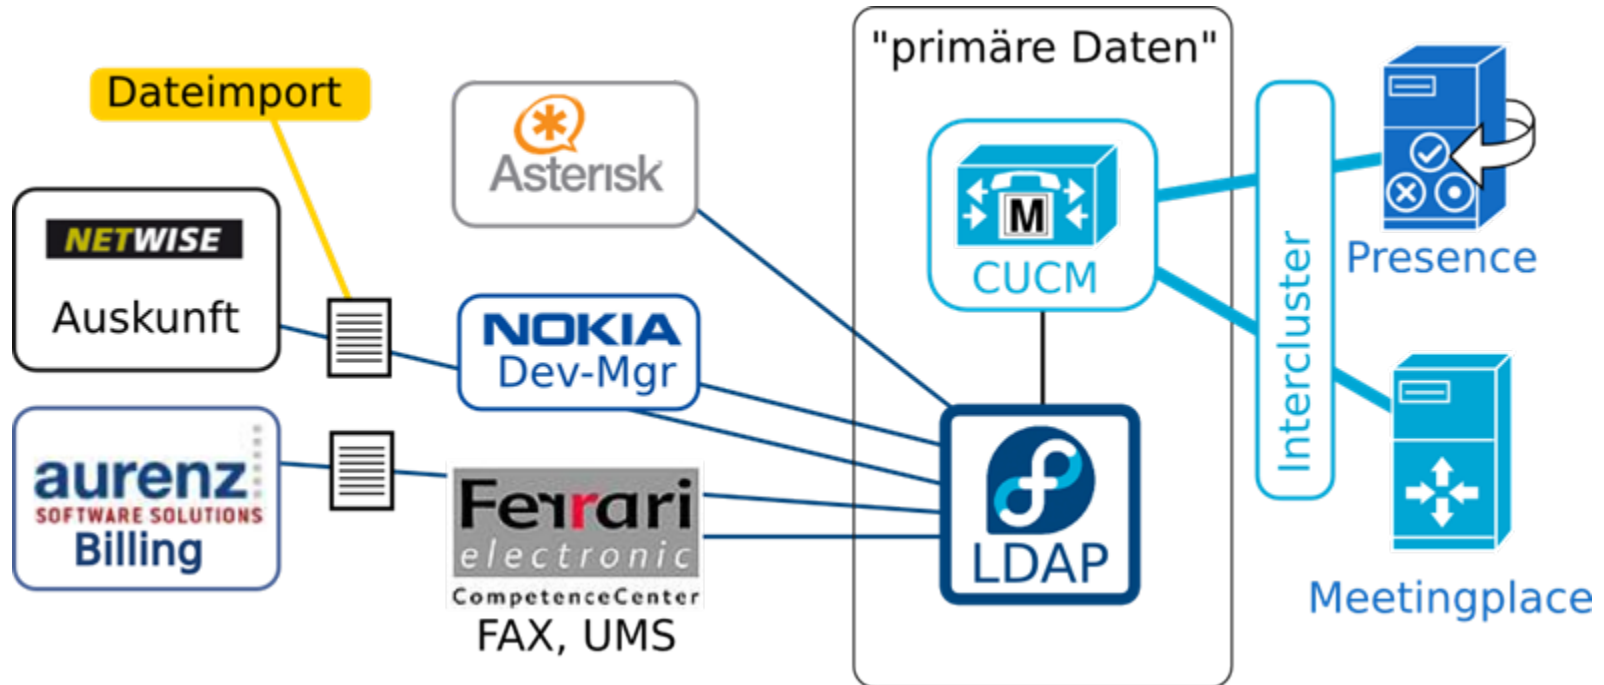 Dateimport
NETWISE
Auskunft
aurenz
SOFTWARE SOLUTIONS
Billing
Asterisk
NOKIA
Dev-Mgr
Ferrari
electronic
CompetenceCenter
FAX, UMS
"primäre Daten"
M
CUCM
LDAP
Intercluster
Presence
Meetingplace